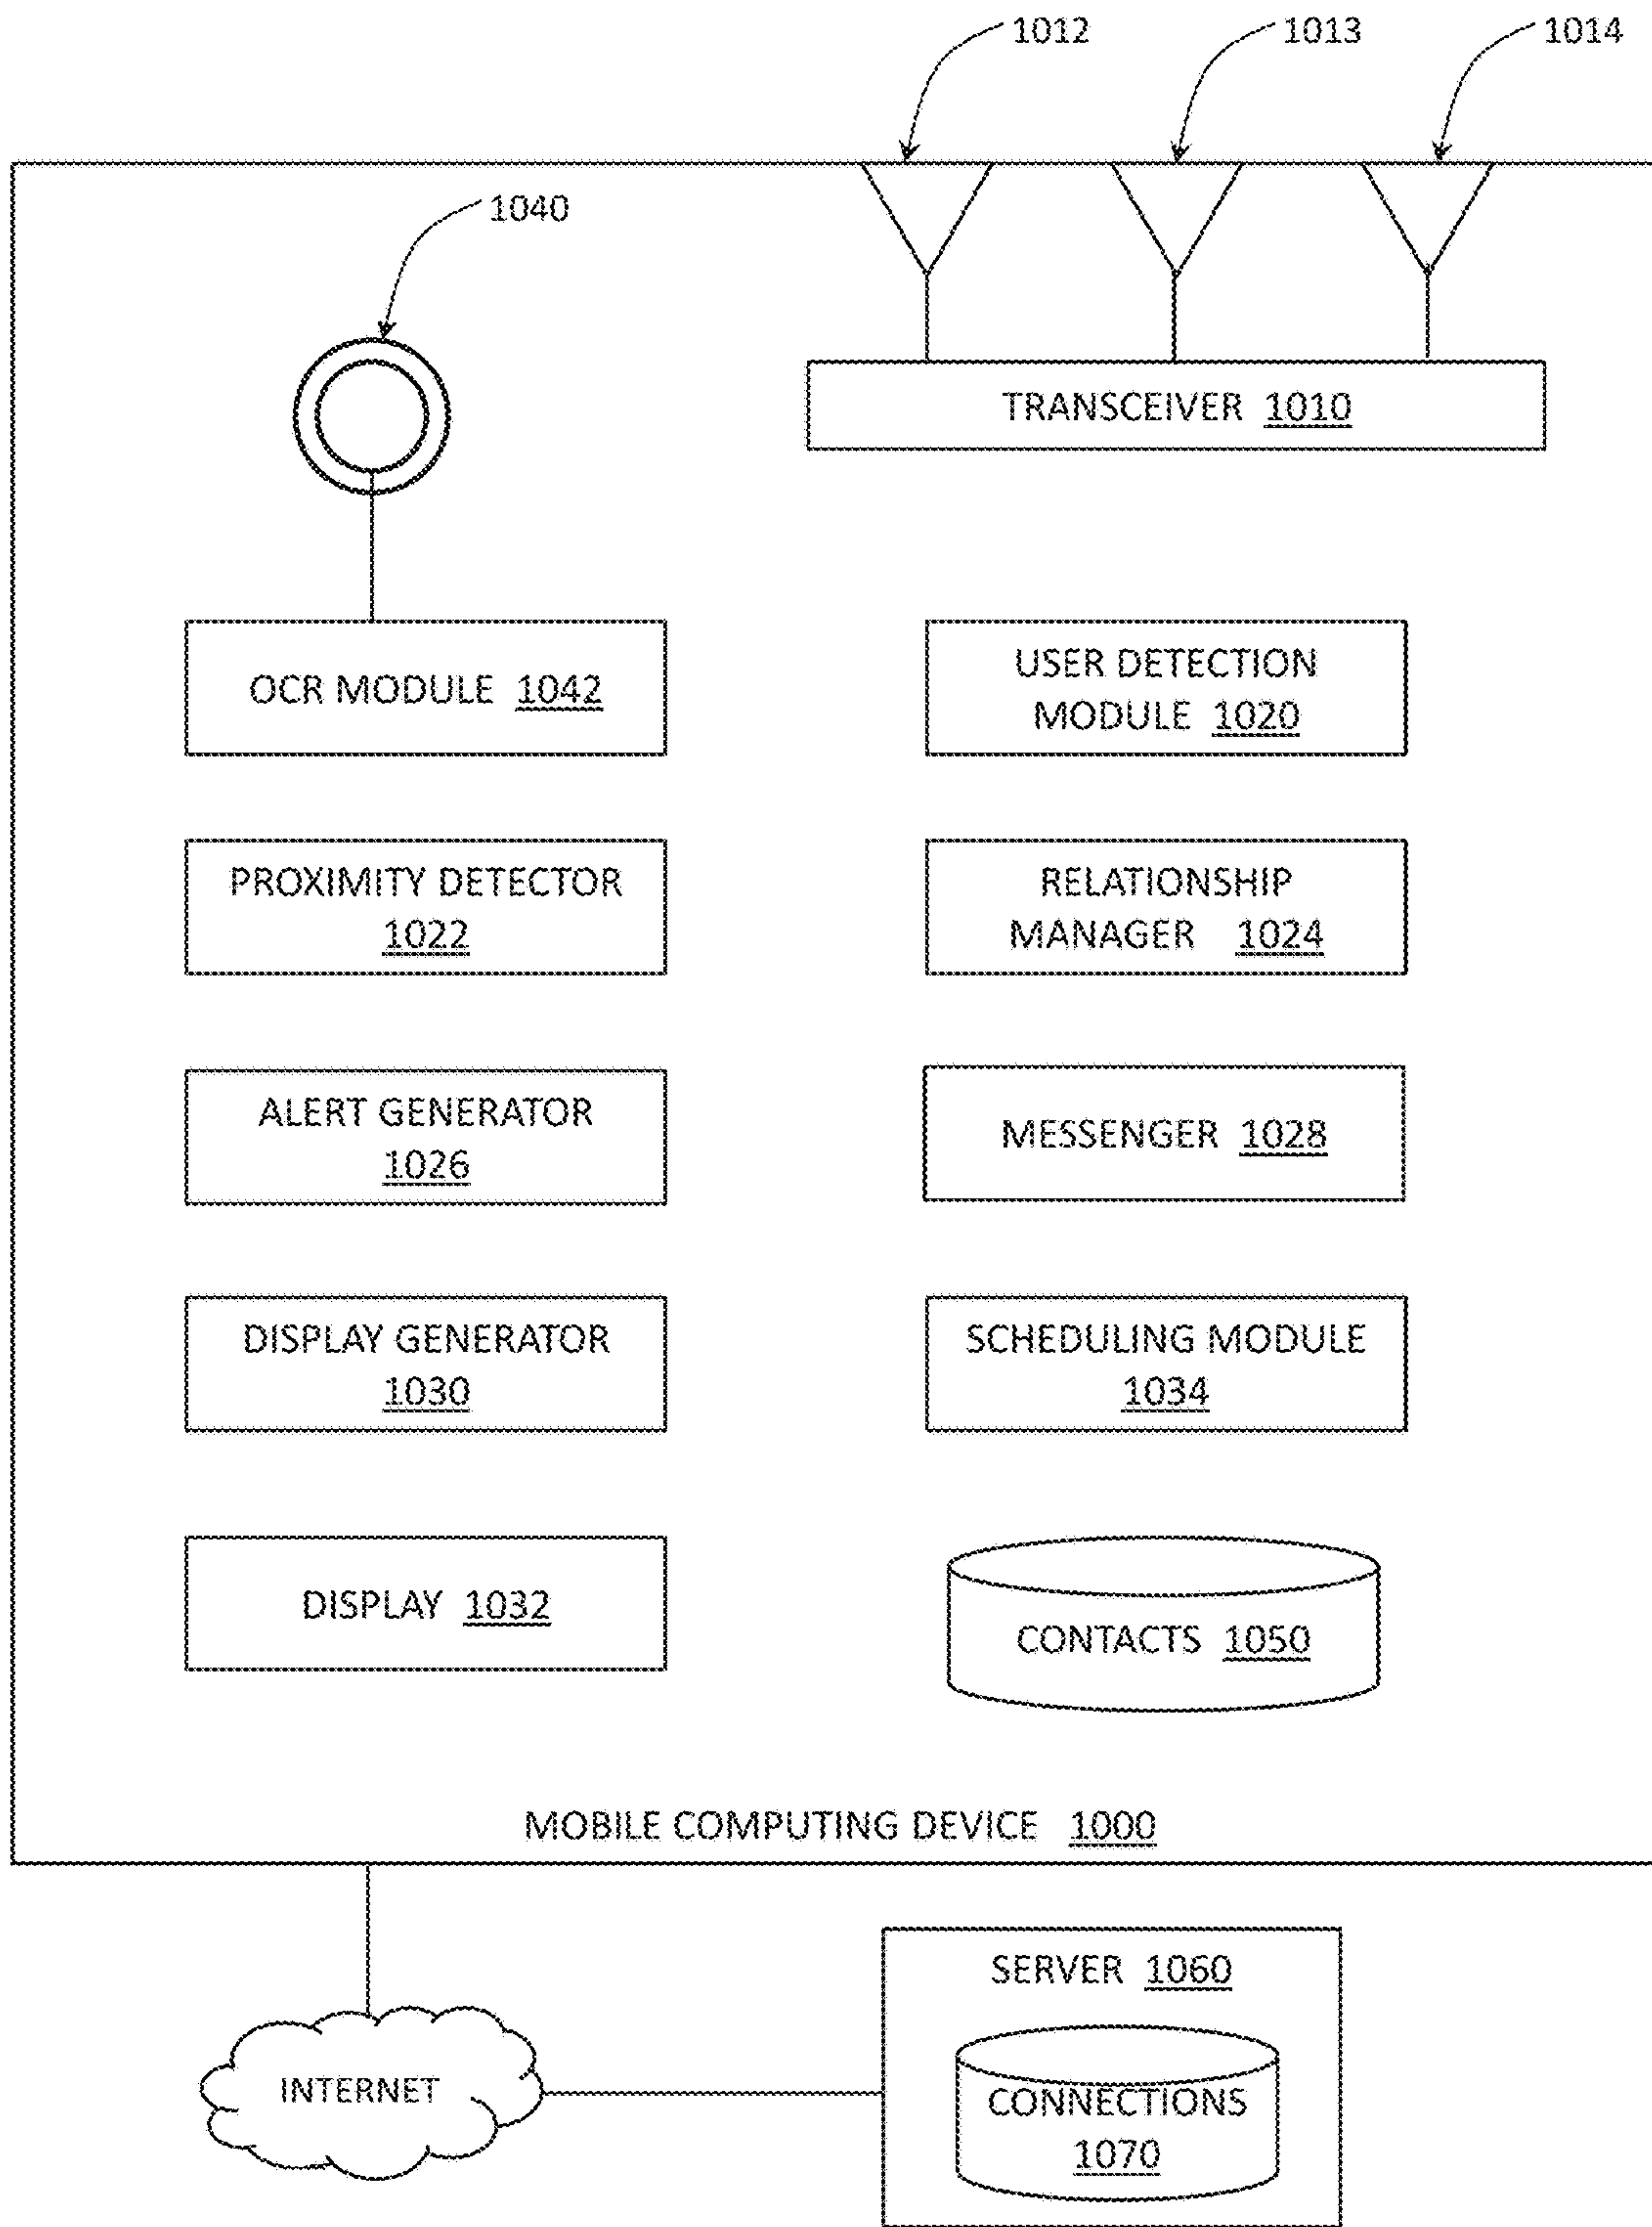 1012
1013
1014
1040
TRANSCEIVER 1010
OCR MODULE 1042
USER DETECTION
MODULE 1020
PROXIMITY DETECTOR
1022
RELATIONSHIP
MANAGER 1024
ALERT GENERATOR
1026
MESSENGER 1028
DISPLAY GENERATOR
1030
SCHEDULING MODULE
1034
DISPLAY 1032
CONTACTS 1050
MOBILE COMPUTING DEVICE 1000
SERVER 1060
INTERNET
CONNECTIONS
1070